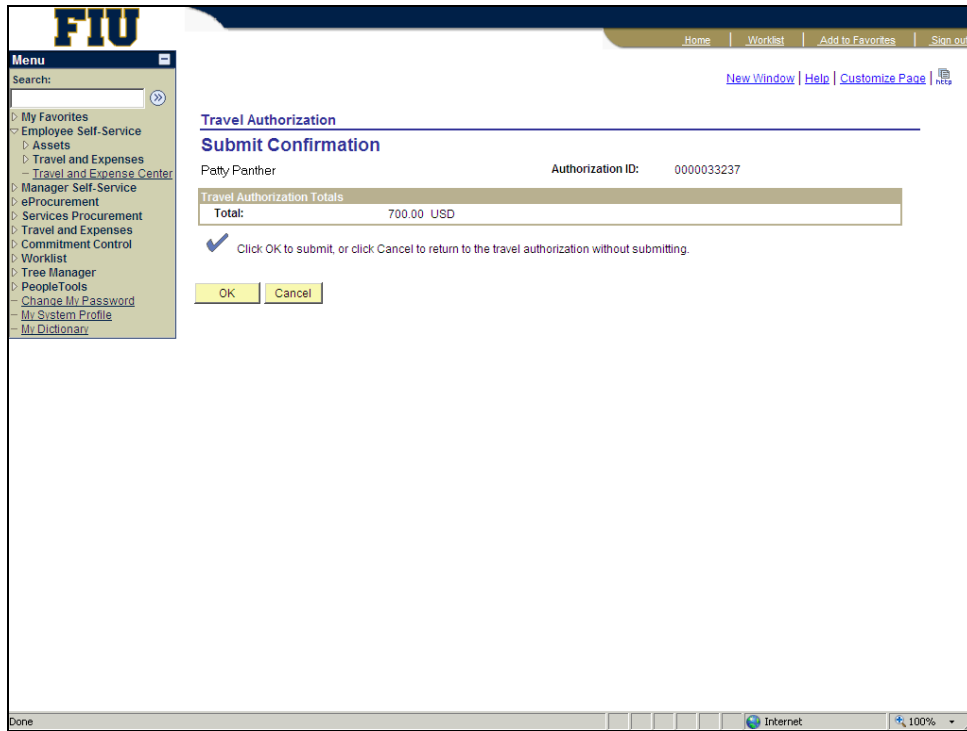 FIU
Home | Worklist | Add to Favorites | Sign out
Menu
Search:
New Window | Help | Customize Page | http
My Favorites
Employee Self-Service
Assets
Travel and Expenses
Travel and Expense Center
Manager Self-Service
eProcurement
Services Procurement
Travel and Expenses
Commitment Control
Worklist
Tree Manager
PeopleTools
Change My Password
My System Profile
My Dictionary
Travel Authorization
Submit Confirmation
Patty Panther Authorization ID: 0000033237
Travel Authorization Totals
Total: 700.00 USD
Click OK to submit, or click Cancel to return to the travel authorization without submitting.
OK Cancel
Done Internet 100%